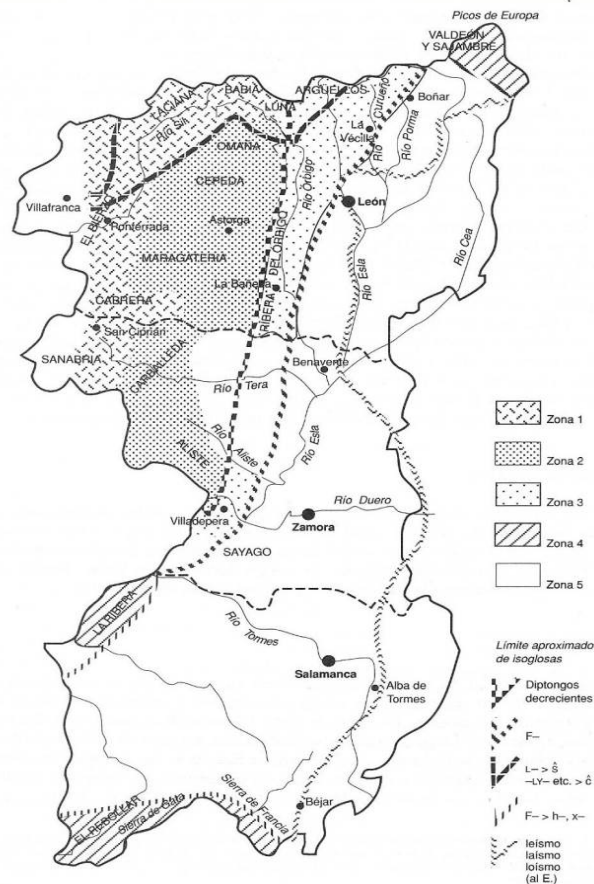 Picos de Europa
VALDEÓN
Y SAJAMBRE
LACIANA
BABIA
LUNA
ARGÜELLOS
Río Sil
Río Curueño
Boñar
La
Vecilla
Río Porma
OMAÑA
CEPEDA
Río Orbigo
León
Villafranca
EL BIERZO
Ponferrada
Astorga
MARAGATERIA
RIBERA DEL ORBIGO
Río Esla
Río Cea
La Bañeza
CABRERA
San Ciprián
SANABRIA
CARBALLEDA
Benavente
Río
Tera
ALISTE
Río
Aliste
Río Esla
Villadepera
Río Duero
Zamora
SAYAGO
LA RIBERA
Río
Tormes
Salamanca
Alba de
Tormes
Sierra de Francia
Béjar
EL REBOLLAR
Sierra de Gata
Zona 1
Zona 2
Zona 3
Zona 4
Zona 5
Límite aproximado
de isoglosas
Diptongos
decrecientes
F–
L– > ŝ
–LY– etc. > ĉ
F– > h–, x–
leísmo
laísmo
loísmo
(al E.)